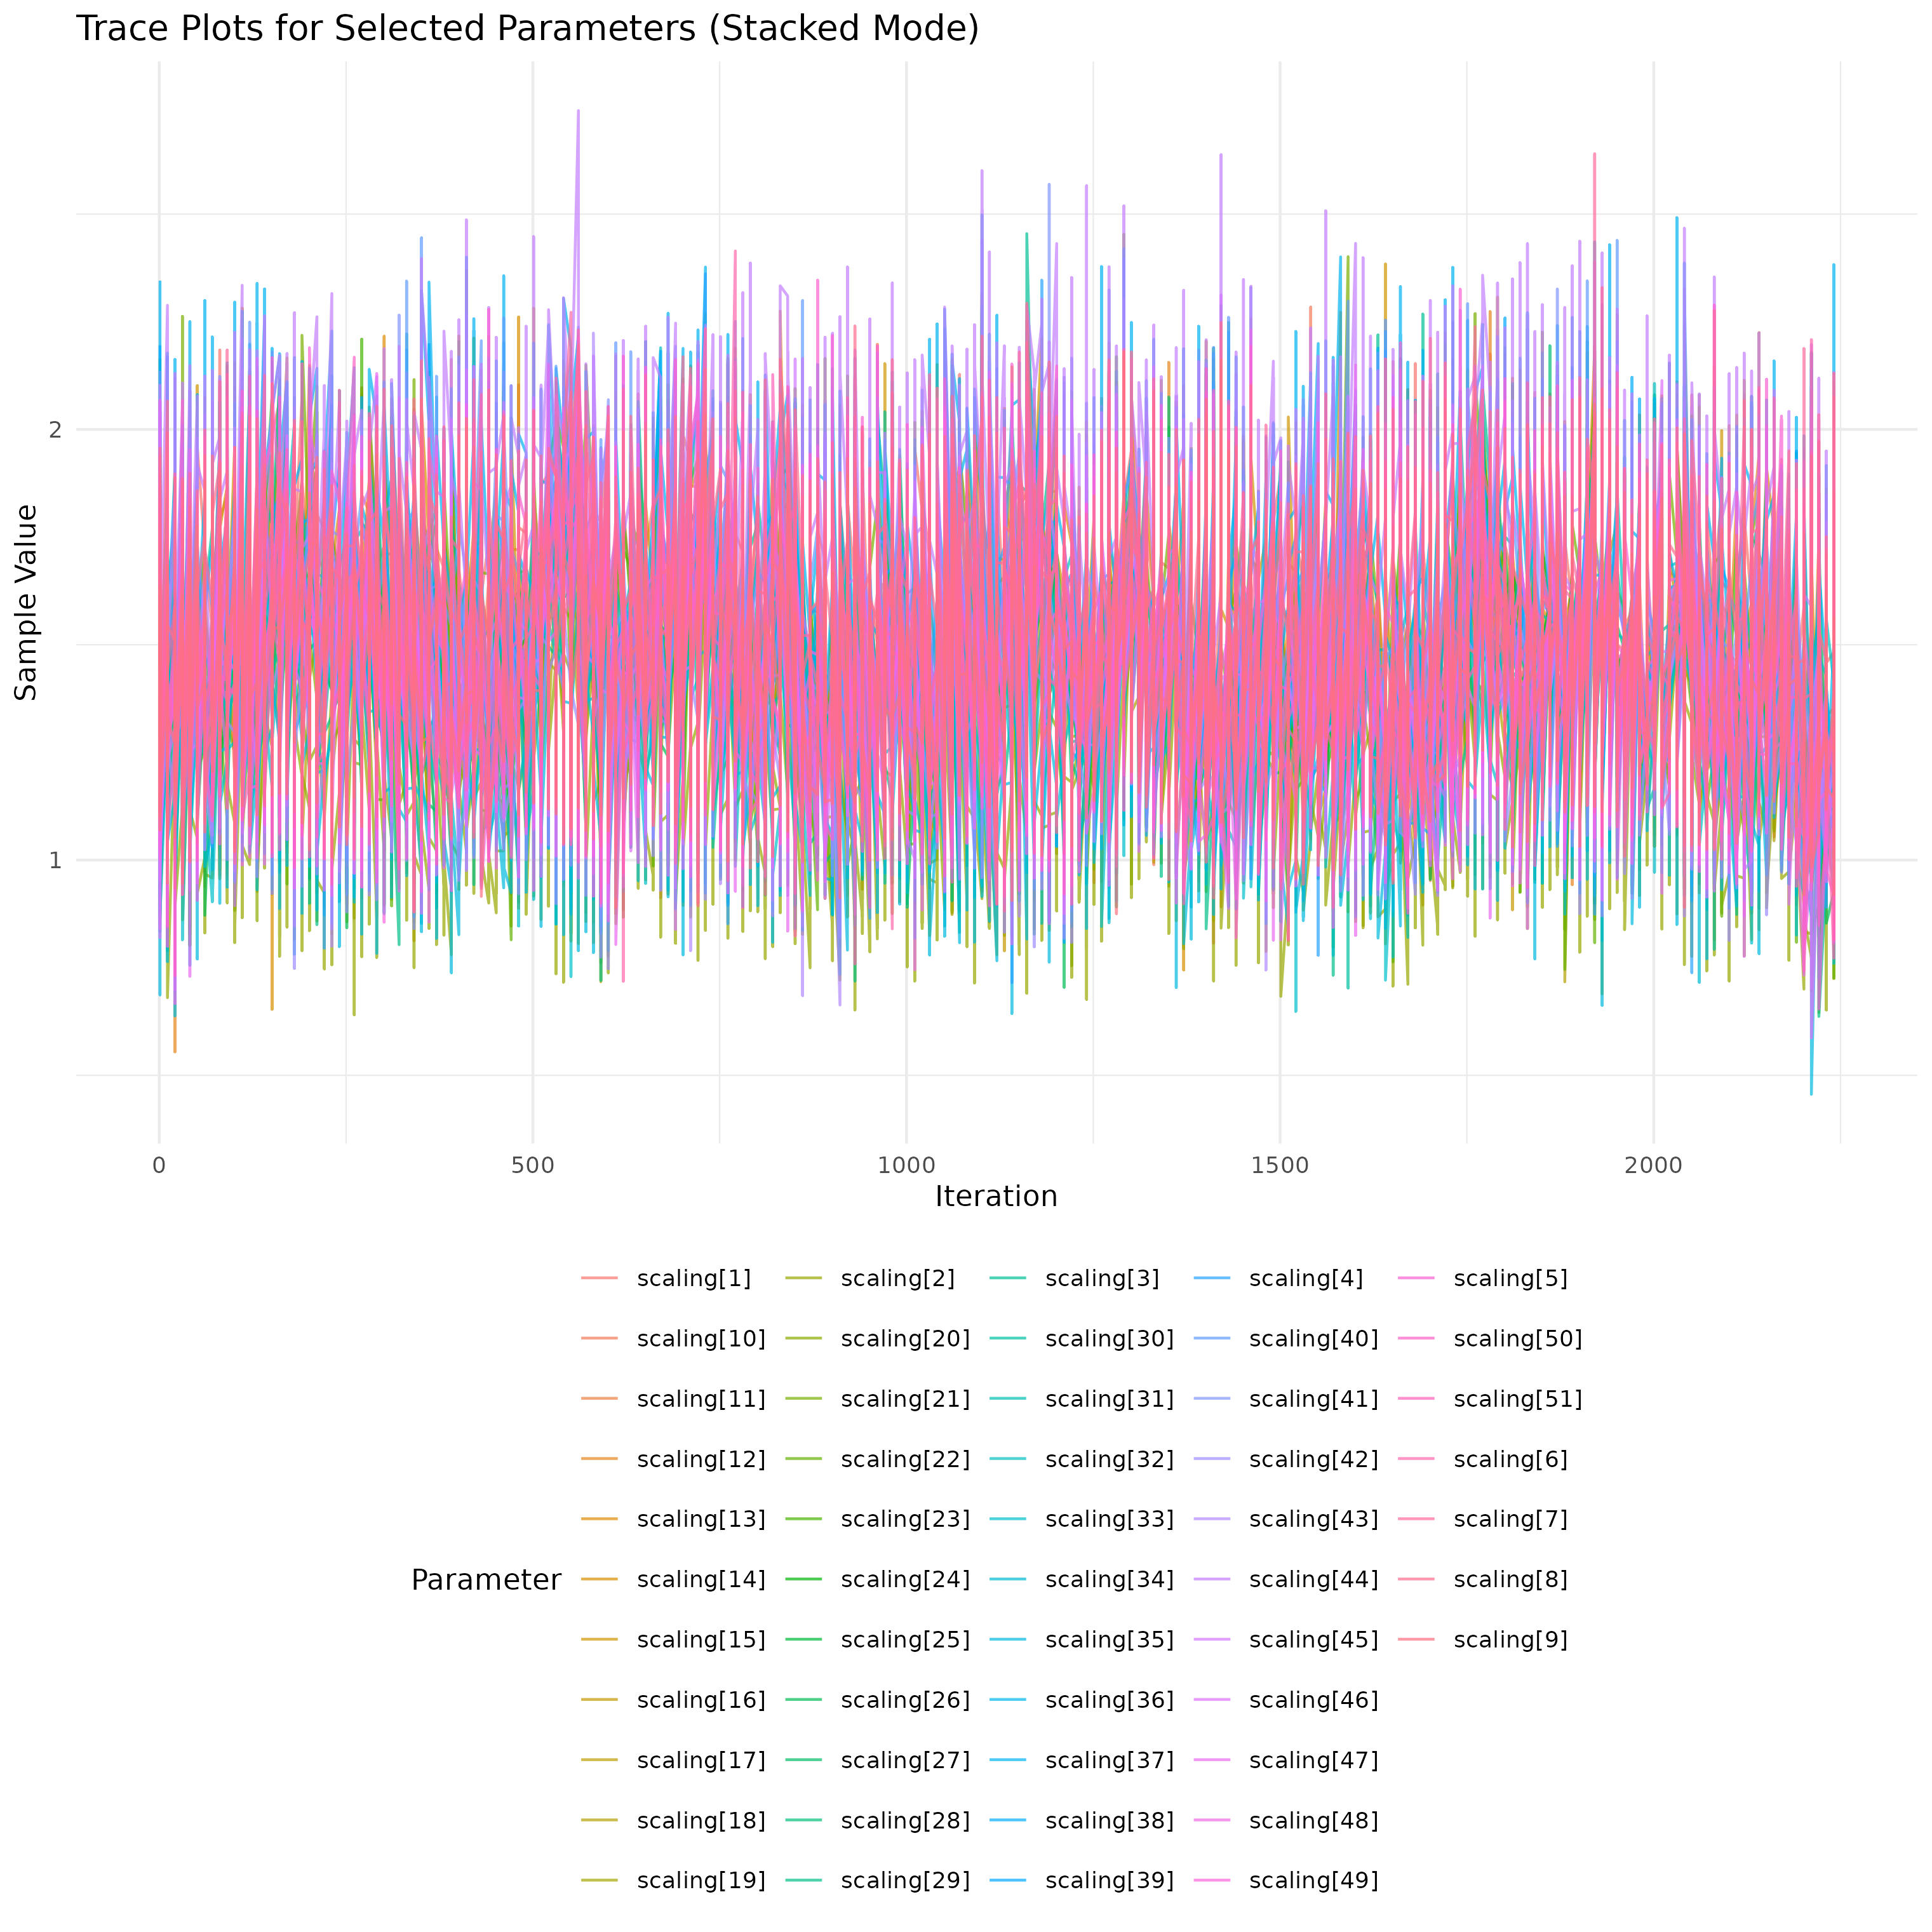 Trace Plots for Selected Parameters (Stacked Mode)
Sample Value
2
1
0 500 1000 1500 2000
Iteration
Parameter
scaling[1] scaling[2] scaling[3] scaling[4] scaling[5]
scaling[10] scaling[20] scaling[30] scaling[40] scaling[50]
scaling[11] scaling[21] scaling[31] scaling[41] scaling[51]
scaling[12] scaling[22] scaling[32] scaling[42] scaling[6]
scaling[13] scaling[23] scaling[33] scaling[43] scaling[7]
scaling[14] scaling[24] scaling[34] scaling[44] scaling[8]
scaling[15] scaling[25] scaling[35] scaling[45] scaling[9]
scaling[16] scaling[26] scaling[36] scaling[46]
scaling[17] scaling[27] scaling[37] scaling[47]
scaling[18] scaling[28] scaling[38] scaling[48]
scaling[19] scaling[29] scaling[39] scaling[49]